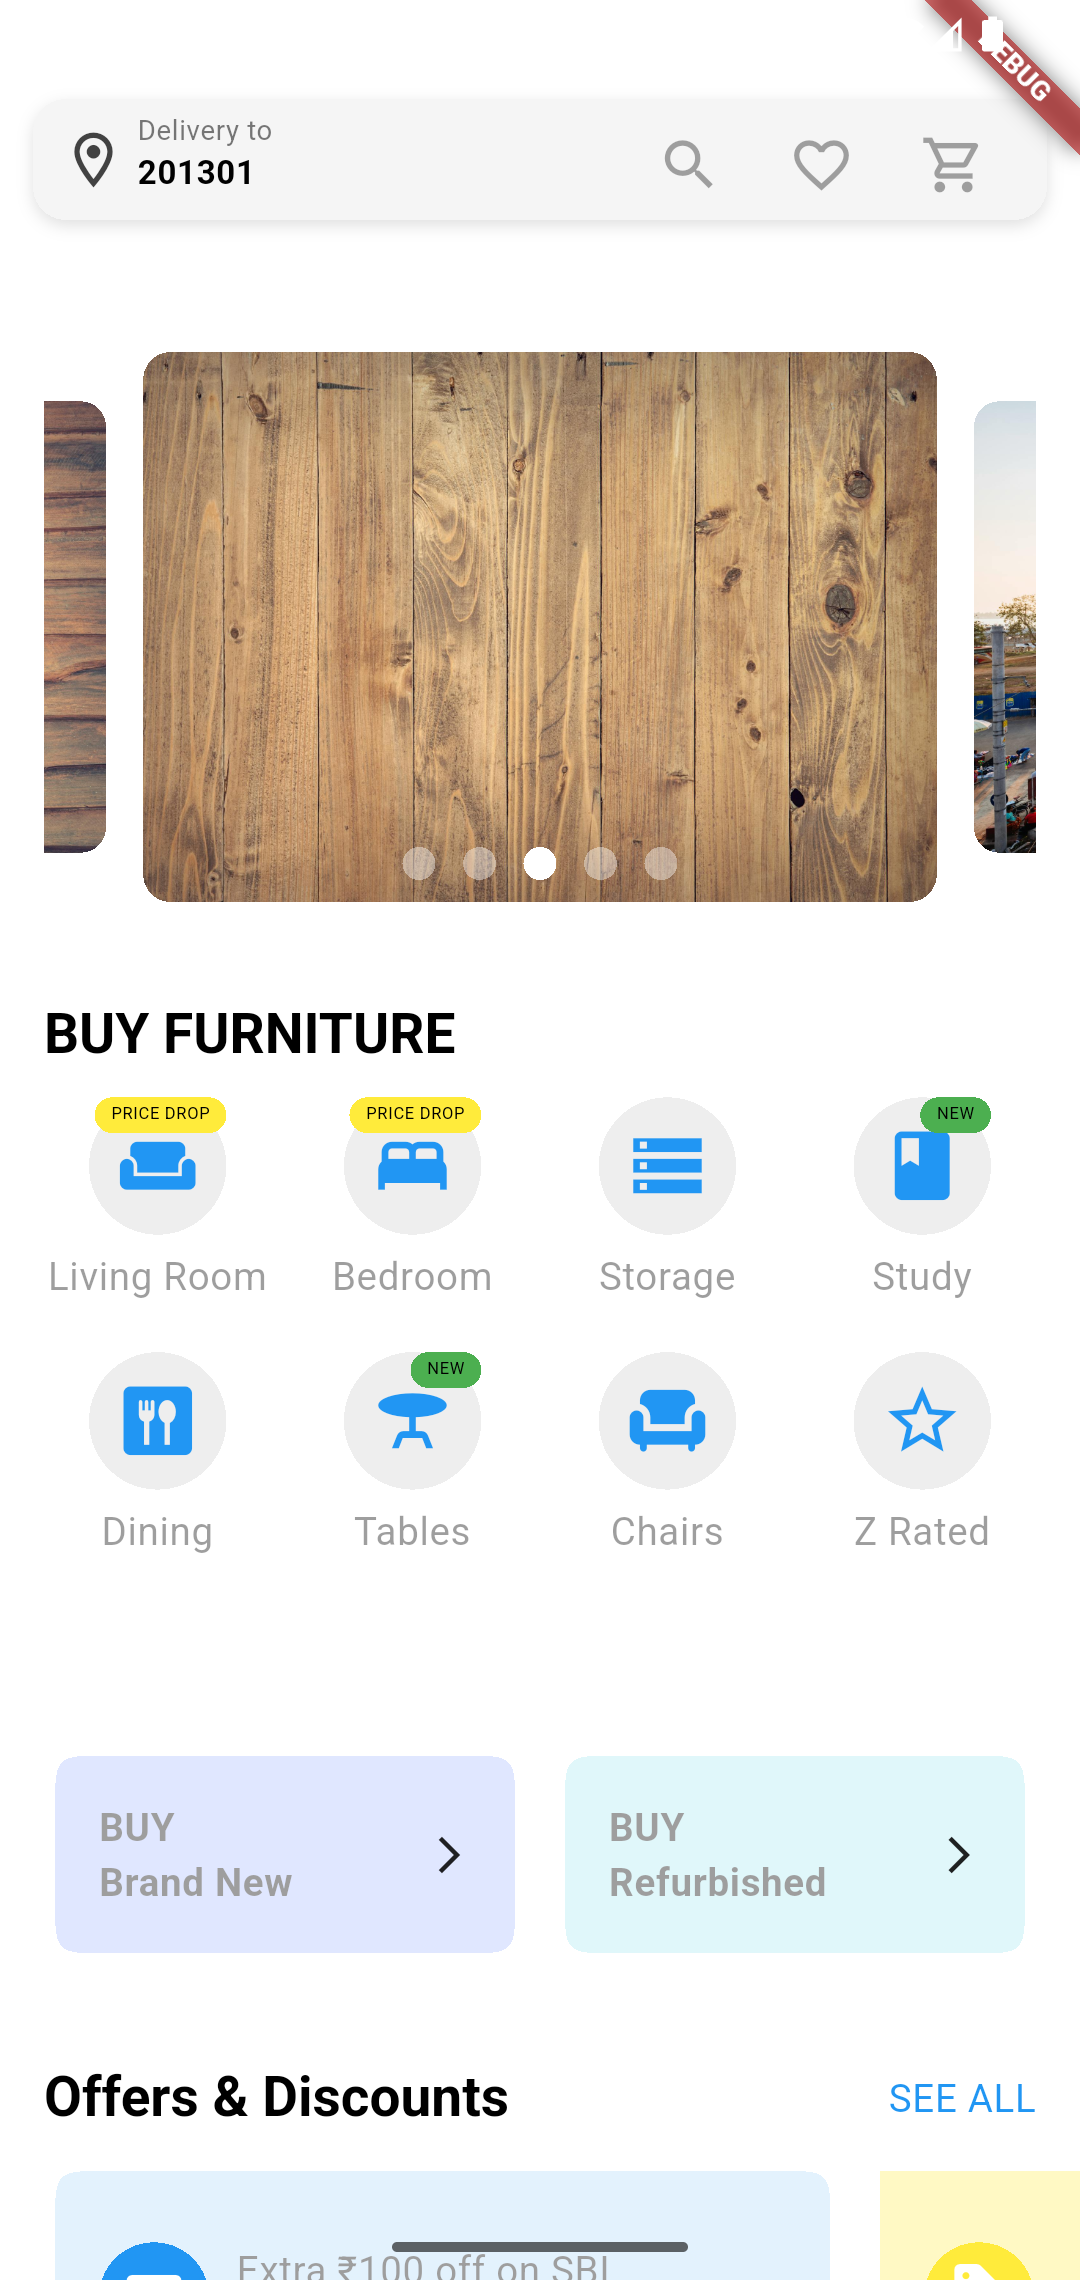 DEBUG
Delivery to
201301
BUY FURNITURE
PRICE DROP
PRICE DROP
NEW
Living Room
Bedroom
Storage
Study
NEW
Dining
Tables
Chairs
Z Rated
BUY
Brand New
BUY
Refurbished
Offers & Discounts
SEE ALL
Extra ₹100 off on SBI